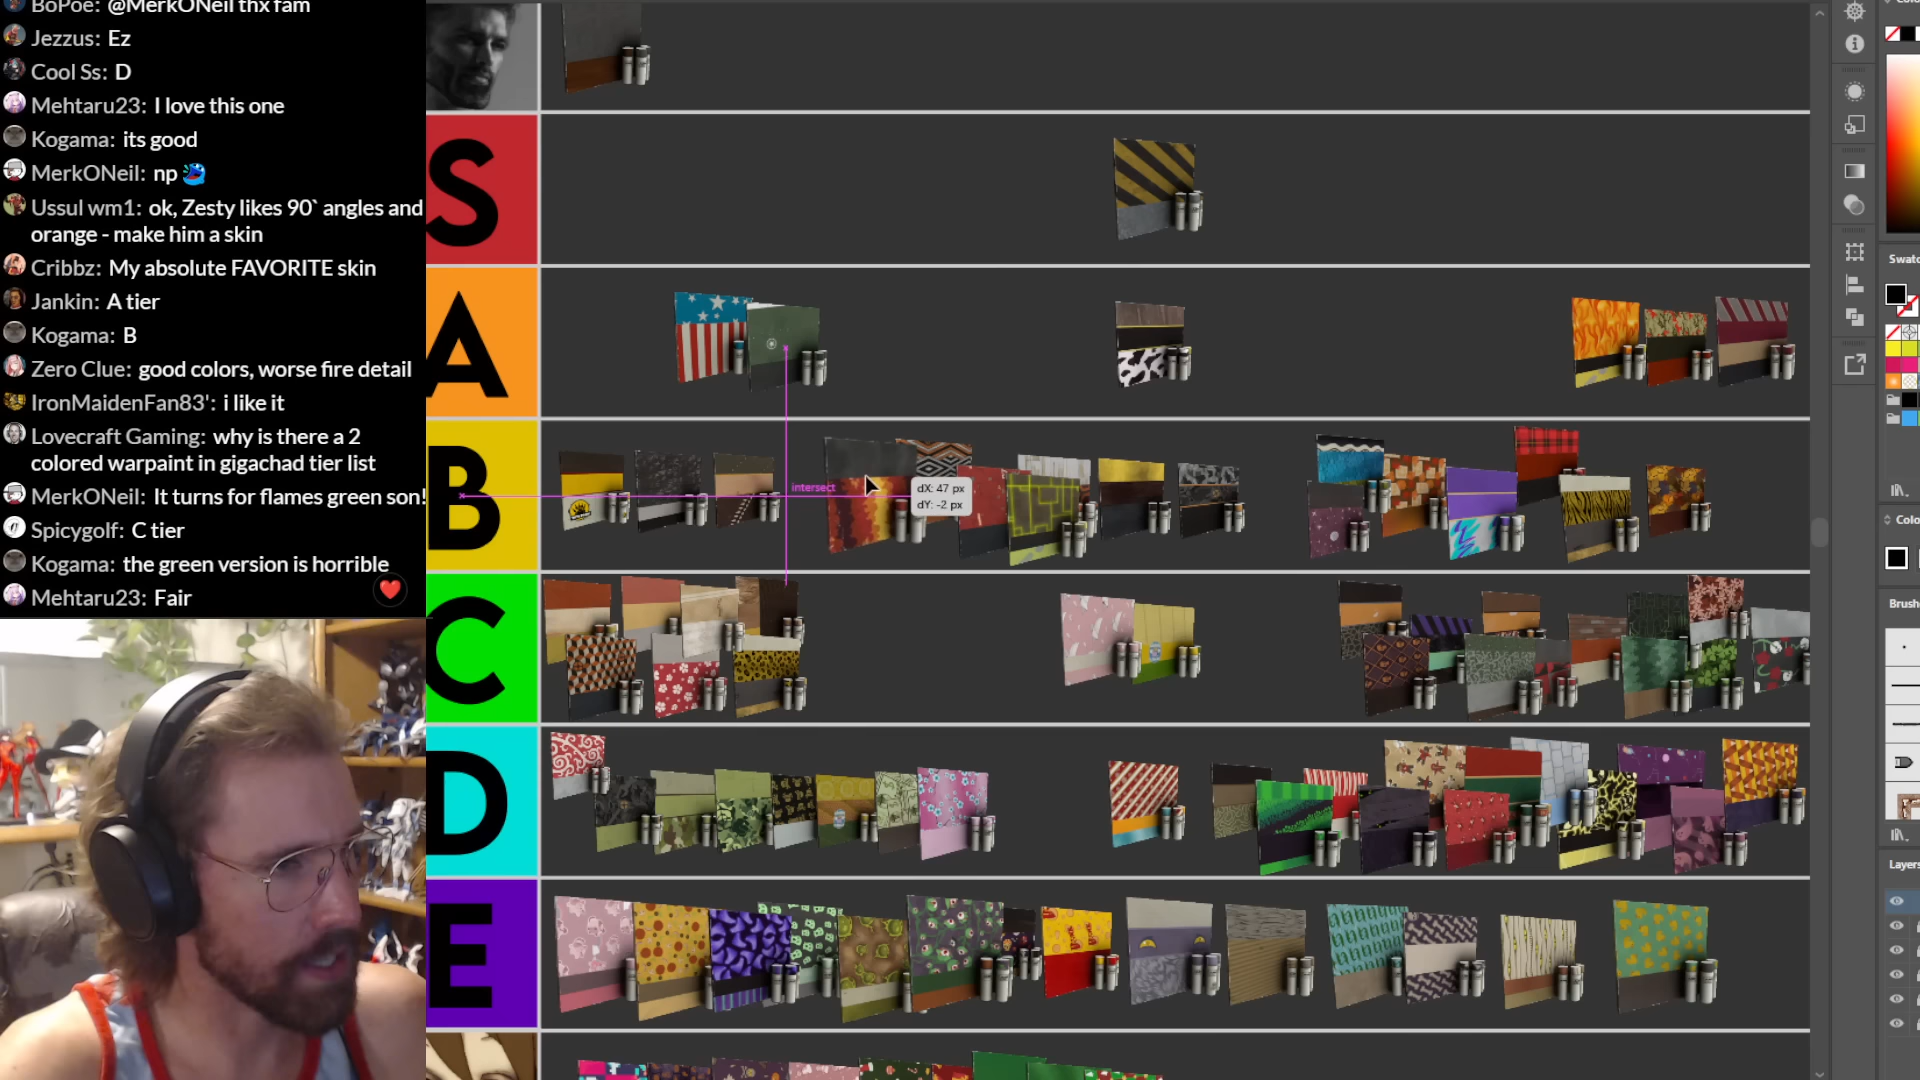 BoPoe: @MerkONeil thx fam
Jezzus: Ez
Cool Ss: D
Mehtaru23: I love this one
Kogama: its good
MerkONeil: np
Ussul wm1: ok, Zesty likes 90` angles and
orange - make him a skin
Cribbz: My absolute FAVORITE skin
Jankin: A tier
Kogama: B
Zero Clue: good colors, worse fire detail
IronMaidenFan83': i like it
Lovecraft Gaming: why is there a 2
colored warpaint in gigachad tier list
MerkONeil: It turns for flames green son!
Spicygolf: C tier
Kogama: the green version is horrible
Mehtaru23: Fair
S
A
B
C
D
E
intersect
dX: 47 px
dY: -2 px
Swatc
Colo
Brushe
Layers